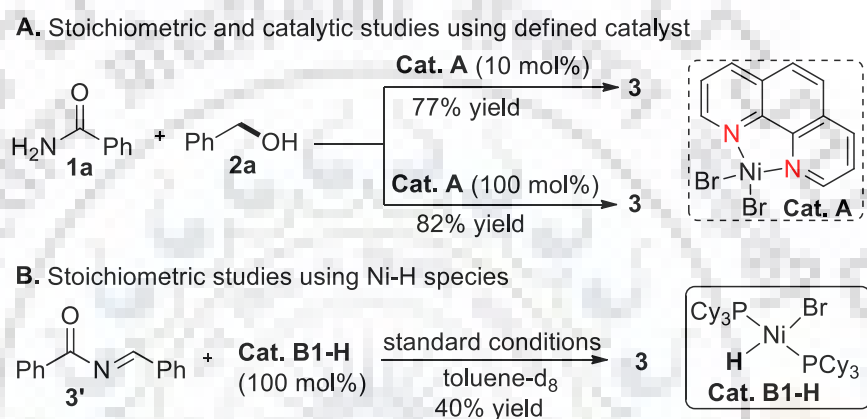 A. Stoichiometric and catalytic studies using defined catalyst
Cat. A (10 mol%)
77% yield
3
O
H2N
Ph
1a
+
Ph
OH
2a
Cat. A (100 mol%)
82% yield
3
N
N
Ni
Br
Br
Cat. A
B. Stoichiometric studies using Ni-H species
O
Ph
N
Ph
3'
+
Cat. B1-H
(100 mol%)
standard conditions
toluene-d8
40% yield
3
Cy3P
Br
Ni
H
PCy3
Cat. B1-H